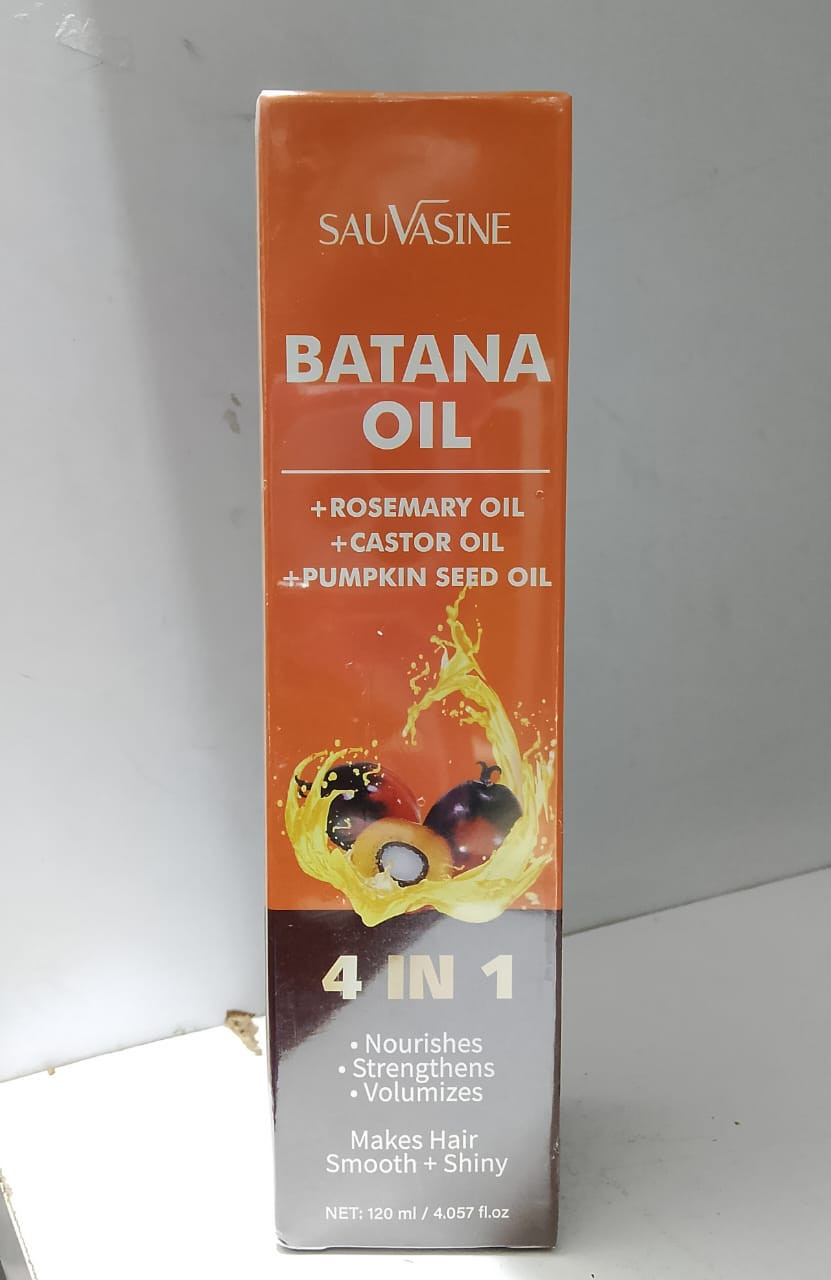 SAUVASINE
BATANA
OIL
+ROSEMARY OIL
+CASTOR OIL
+PUMPKIN SEED OIL
4 IN 1
• Nourishes
• Strengthens
• Volumizes
Makes Hair
Smooth + Shiny
NET: 120 ml / 4.057 fl.oz